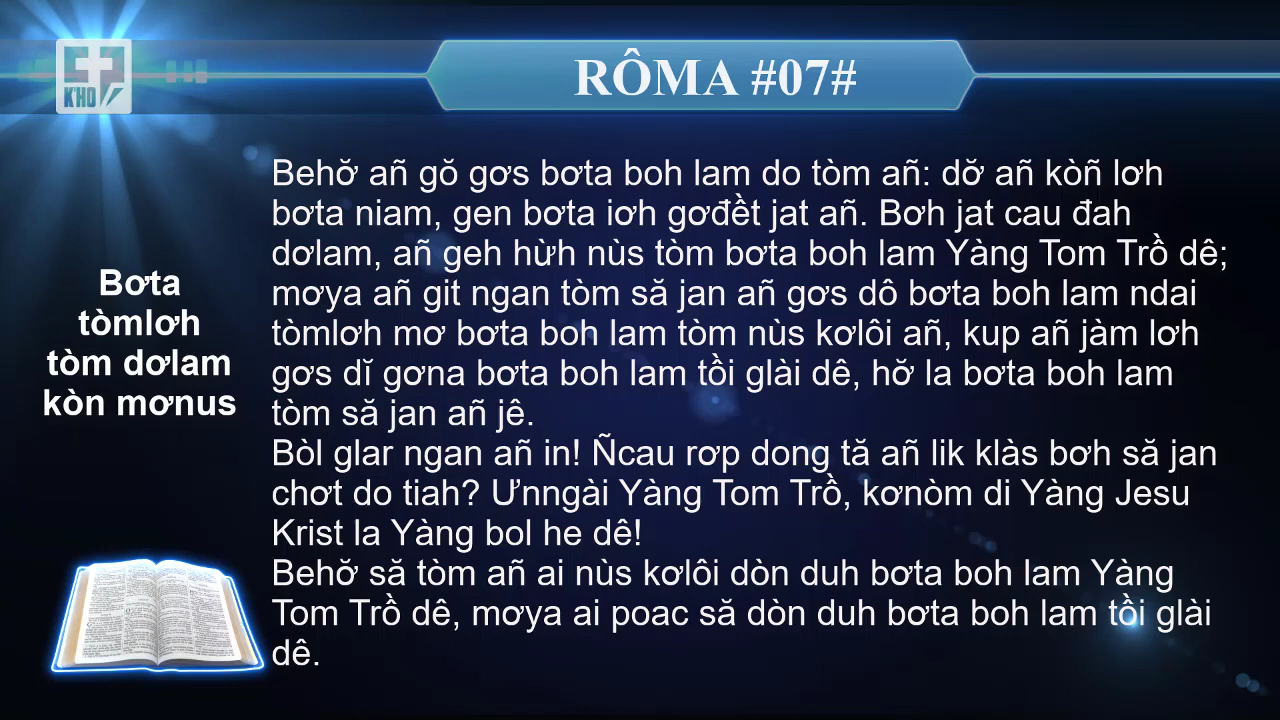 K'HO
RÔMA #07#
Behơ̆ añ gŏ gơs bơta boh lam do tòm añ: dơ̆ añ kòñ lơh
bơta niam, gen bơta iơh gơđềt jat añ. Bơh jat cau đah
dơlam, añ geh hừh nùs tòm bơta boh lam Yàng Tom Trồ dê;
mơya añ git ngan tòm să jan añ gơs dô bơta boh lam ndai
tòmlơh mơ bơta boh lam tòm nùs kơlôi añ, kup añ jàm lơh
gơs dĭ gơna bơta boh lam tồi glài dê, hơ̆ la bơta boh lam
tòm să jan añ jê.
Bòl glar ngan añ in! Ñcau rơp dong tă añ lik klàs bơh să jan
chơt do tiah? Ưnngài Yàng Tom Trồ, kơnòm di Yàng Jesu
Krist la Yàng bol he dê!
Behơ̆ să tòm añ ai nùs kơlôi dòn duh bơta boh lam Yàng
Tom Trồ dê, mơya ai poac să dòn duh bơta boh lam tồi glài
dê.
Bơta
tòmlơh
tòm dơlam
kòn mơnus